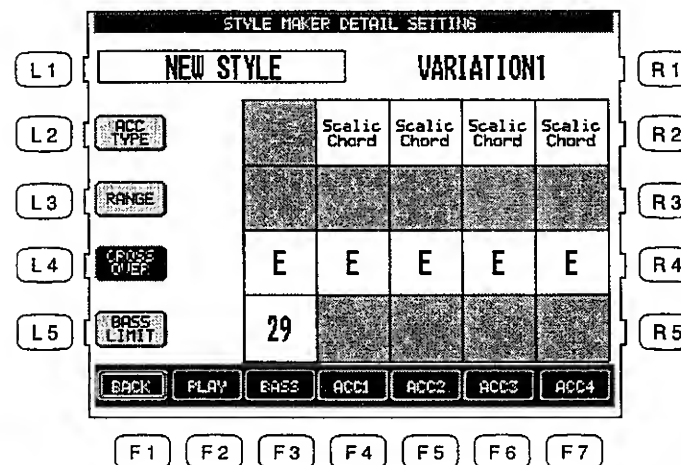 STYLE MAKER DETAIL SETTING
L1 NEW STYLE VARIATION1 R1
L2 ACC TYPE Scalic Chord Scalic Chord Scalic Chord Scalic Chord R2
L3 RANGE R3
L4 CROSS OVER E E E E E R4
L5 BASS LIMIT 29 R5
BACK PLAY BASS ACC1 ACC2 ACC3 ACC4
F1 F2 F3 F4 F5 F6 F7